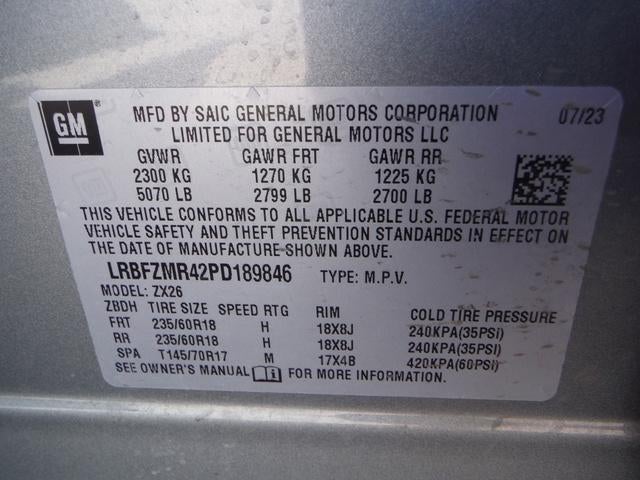 GM
MFD BY SAIC GENERAL MOTORS CORPORATION 07/23
LIMITED FOR GENERAL MOTORS LLC
GVWR GAWR FRT GAWR RR
2300 KG 1270 KG 1225 KG
5070 LB 2799 LB 2700 LB
THIS VEHICLE CONFORMS TO ALL APPLICABLE U.S. FEDERAL MOTOR
VEHICLE SAFETY AND THEFT PREVENTION STANDARDS IN EFFECT ON
THE DATE OF MANUFACTURE SHOWN ABOVE.
LRBFZMR42PD189846 TYPE: M.P.V.
MODEL: ZX26
ZBDH TIRE SIZE SPEED RTG RIM COLD TIRE PRESSURE
FRT 235/60R18 H 18X8J 240KPA(35PSI)
RR 235/60R18 H 18X8J 240KPA(35PSI)
SPA T145/70R17 M 17X4B 420KPA(60PSI)
SEE OWNER'S MANUAL FOR MORE INFORMATION.